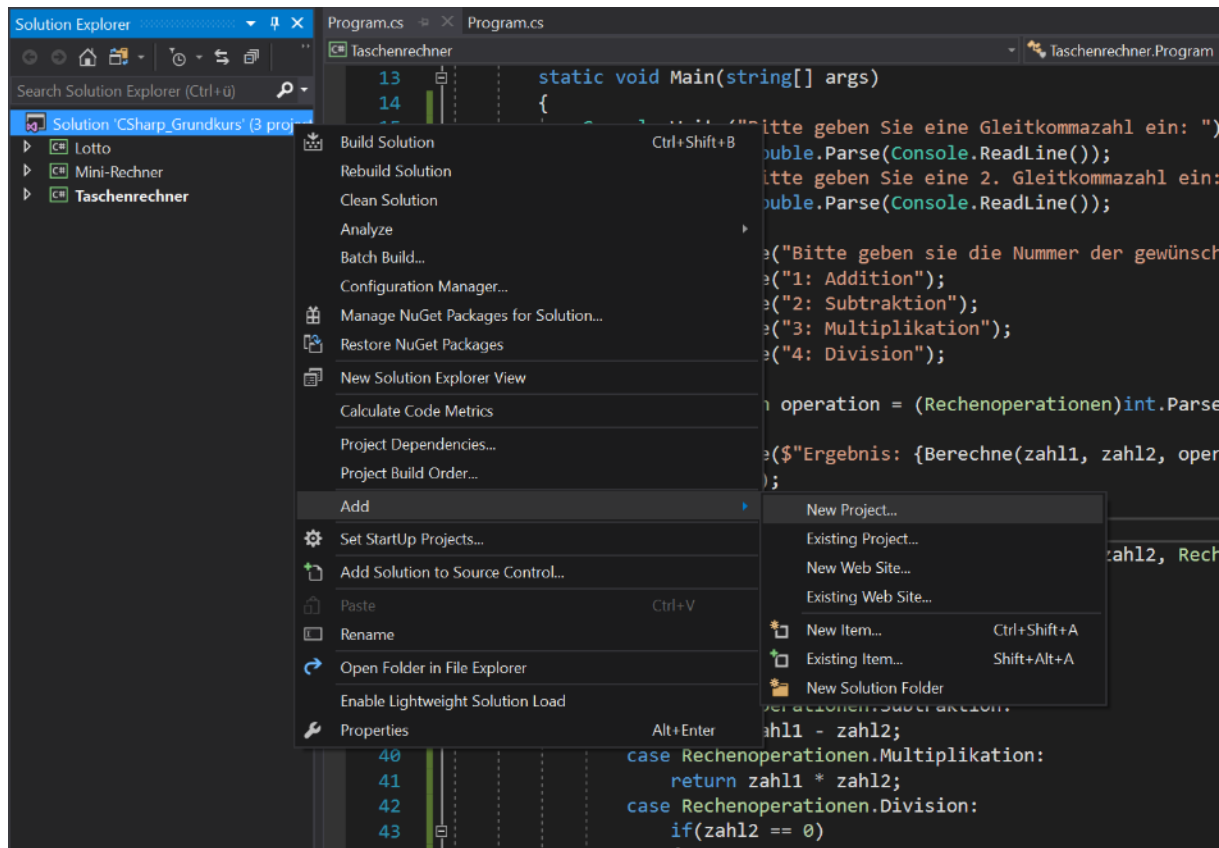 Solution Explorer
Search Solution Explorer (Ctrl+ü)
Solution 'CSharp_Grundkurs' (3 proj
Lotto
Mini-Rechner
Taschenrechner
Program.cs Program.cs
Taschenrechner Taschenrechner.Program
13 static void Main(string[] args)
14 {
itte geben Sie eine Gleitkommazahl ein: ")
ouble.Parse(Console.ReadLine());
itte geben Sie eine 2. Gleitkommazahl ein:
ouble.Parse(Console.ReadLine());
e("Bitte geben sie die Nummer der gewünsch
e("1: Addition");
e("2: Subtraktion");
e("3: Multiplikation");
e("4: Division");
n operation = (Rechenoperationen)int.Parse
e($"Ergebnis: {Berechne(zahl1, zahl2, oper
);
zahl2, Rech
Build Solution Ctrl+Shift+B
Rebuild Solution
Clean Solution
Analyze
Batch Build...
Configuration Manager...
Manage NuGet Packages for Solution...
Restore NuGet Packages
New Solution Explorer View
Calculate Code Metrics
Project Dependencies...
Project Build Order...
Add
Set StartUp Projects...
Add Solution to Source Control...
Paste Ctrl+V
Rename
Open Folder in File Explorer
Enable Lightweight Solution Load
Properties Alt+Enter
New Project...
Existing Project...
New Web Site...
Existing Web Site...
New Item... Ctrl+Shift+A
Existing Item... Shift+Alt+A
New Solution Folder
ahl1 - zahl2;
40 case Rechenoperationen.Multiplikation:
41 return zahl1 * zahl2;
42 case Rechenoperationen.Division:
43 if(zahl2 == 0)